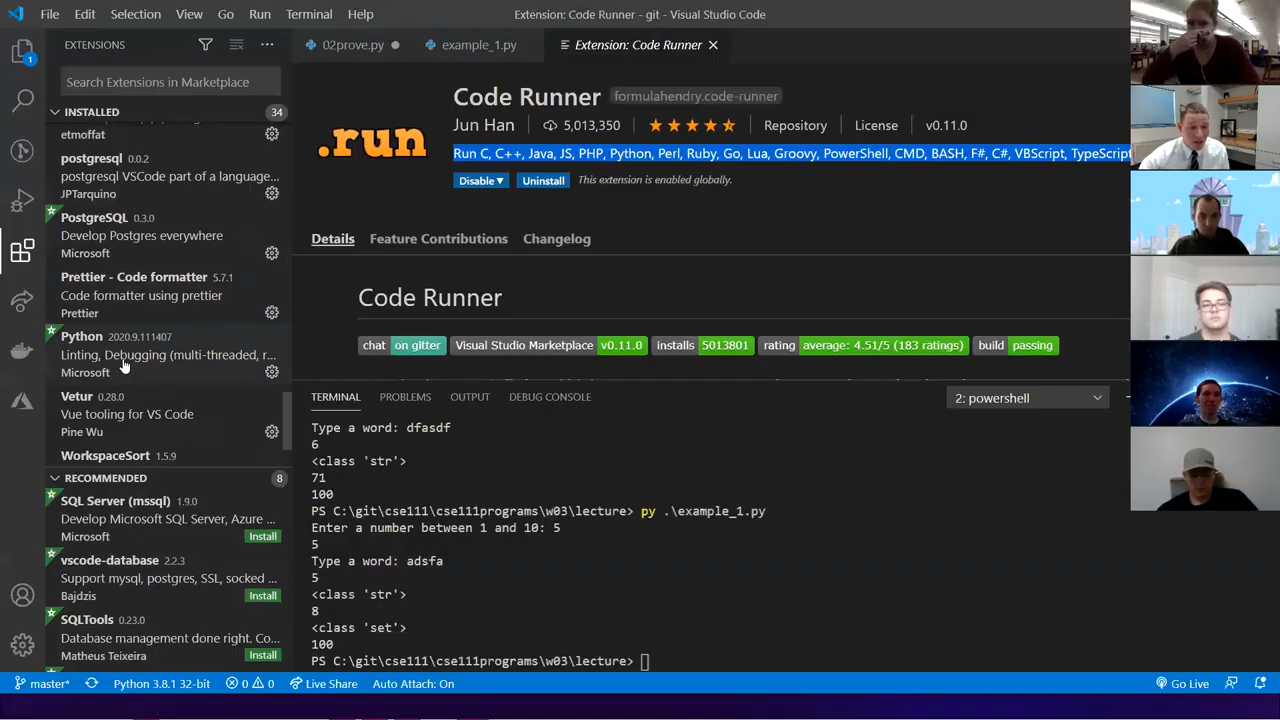 File Edit Selection View Go Run Terminal Help
Extension: Code Runner - git - Visual Studio Code
EXTENSIONS
02prove.py
example_1.py
Extension: Code Runner
1
Search Extensions in Marketplace
INSTALLED 34
etmoffat
postgresql 0.0.2
postgresql VSCode part of a language...
JPTarquino
PostgreSQL 0.3.0
Develop Postgres everywhere
Microsoft
Prettier - Code formatter 5.7.1
Code formatter using prettier
Prettier
Python 2020.9.111407
Linting, Debugging (multi-threaded, r...
Microsoft
Vetur 0.28.0
Vue tooling for VS Code
Pine Wu
WorkspaceSort 1.5.9
RECOMMENDED 8
SQL Server (mssql) 1.9.0
Develop Microsoft SQL Server, Azure ...
Microsoft Install
vscode-database 2.2.3
Support mysql, postgres, SSL, socked ...
Bajdzis Install
SQLTools 0.23.0
Database management done right. Co...
Matheus Teixeira Install
.run
Code Runner formulahendry.code-runner
Jun Han 5,013,350 Repository License v0.11.0
Run C, C++, Java, JS, PHP, Python, Perl, Ruby, Go, Lua, Groovy, PowerShell, CMD, BASH, F#, C#, VBScript, TypeScript
Disable Uninstall This extension is enabled globally.
Details Feature Contributions Changelog
Code Runner
chat on gitter Visual Studio Marketplace v0.11.0 installs 5013801 rating average: 4.51/5 (183 ratings) build passing
TERMINAL PROBLEMS OUTPUT DEBUG CONSOLE 2: powershell
Type a word: dfasdf
6
<class 'str'>
71
100
PS C:\git\cse111\cse111programs\w03\lecture> py .\example_1.py
Enter a number between 1 and 10: 5
5
Type a word: adsfa
5
<class 'str'>
8
<class 'set'>
100
PS C:\git\cse111\cse111programs\w03\lecture>
master* Python 3.8.1 32-bit 0 0 Live Share Auto Attach: On Go Live